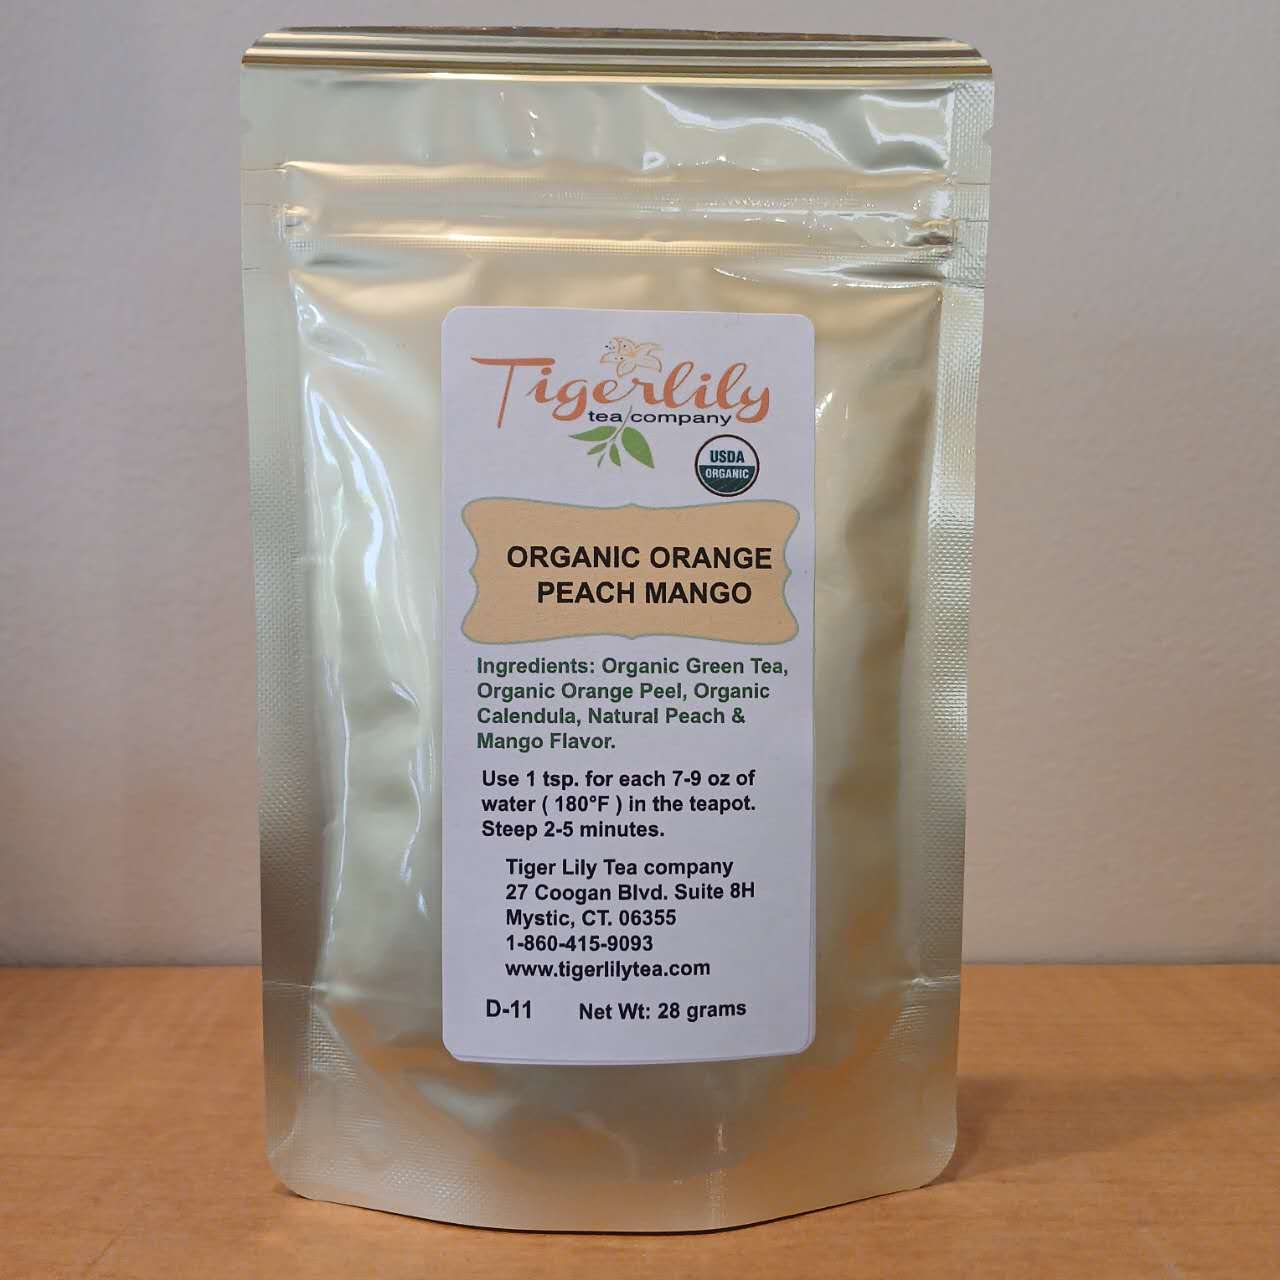 Tigerlily
tea company
USDA
ORGANIC
ORGANIC ORANGE
PEACH MANGO
Ingredients: Organic Green Tea,
Organic Orange Peel, Organic
Calendula, Natural Peach &
Mango Flavor.
Use 1 tsp. for each 7-9 oz of
water ( 180°F ) in the teapot.
Steep 2-5 minutes.
Tiger Lily Tea company
27 Coogan Blvd. Suite 8H
Mystic, CT. 06355
1-860-415-9093
www.tigerlilytea.com
D-11 Net Wt: 28 grams